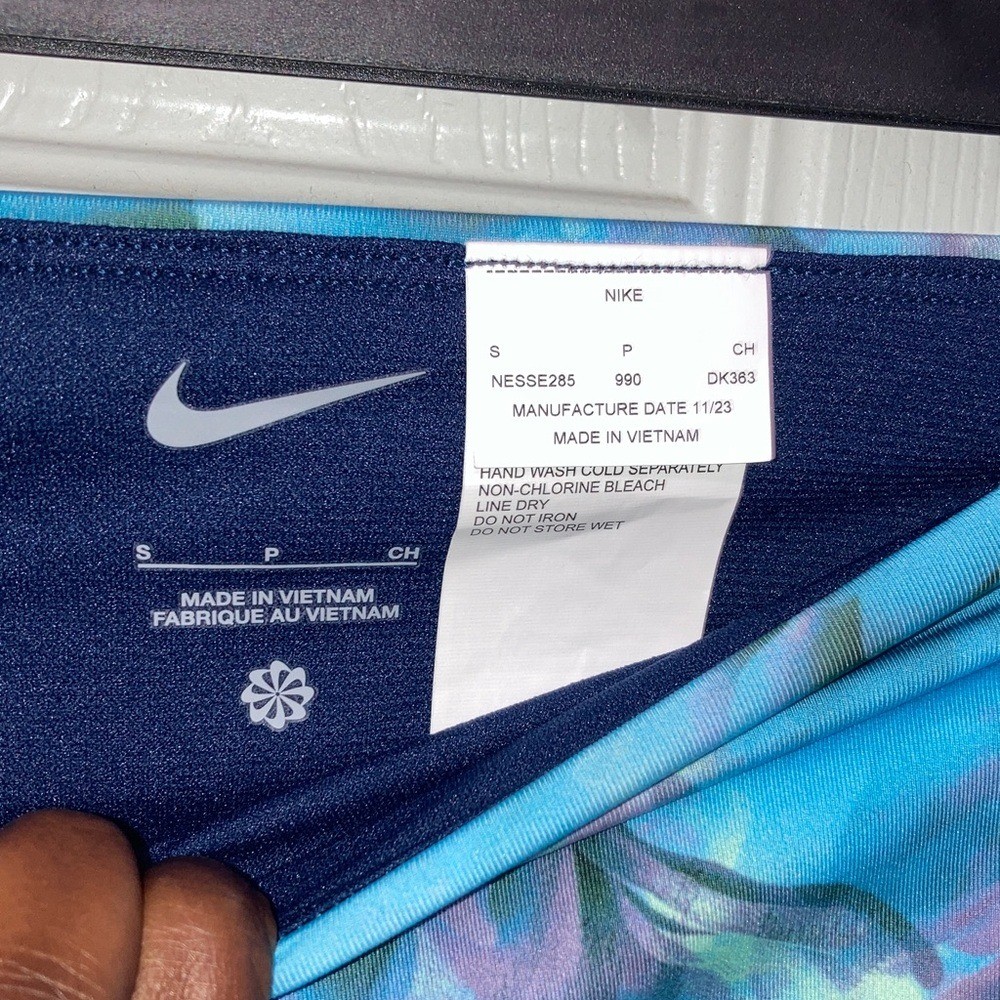 NIKE
S P CH
NESSE285 990 DK363
MANUFACTURE DATE 11/23
MADE IN VIETNAM
HAND WASH COLD SEPARATELY
NON-CHLORINE BLEACH
LINE DRY
DO NOT IRON
DO NOT STORE WET
S P CH
MADE IN VIETNAM
FABRIQUE AU VIETNAM